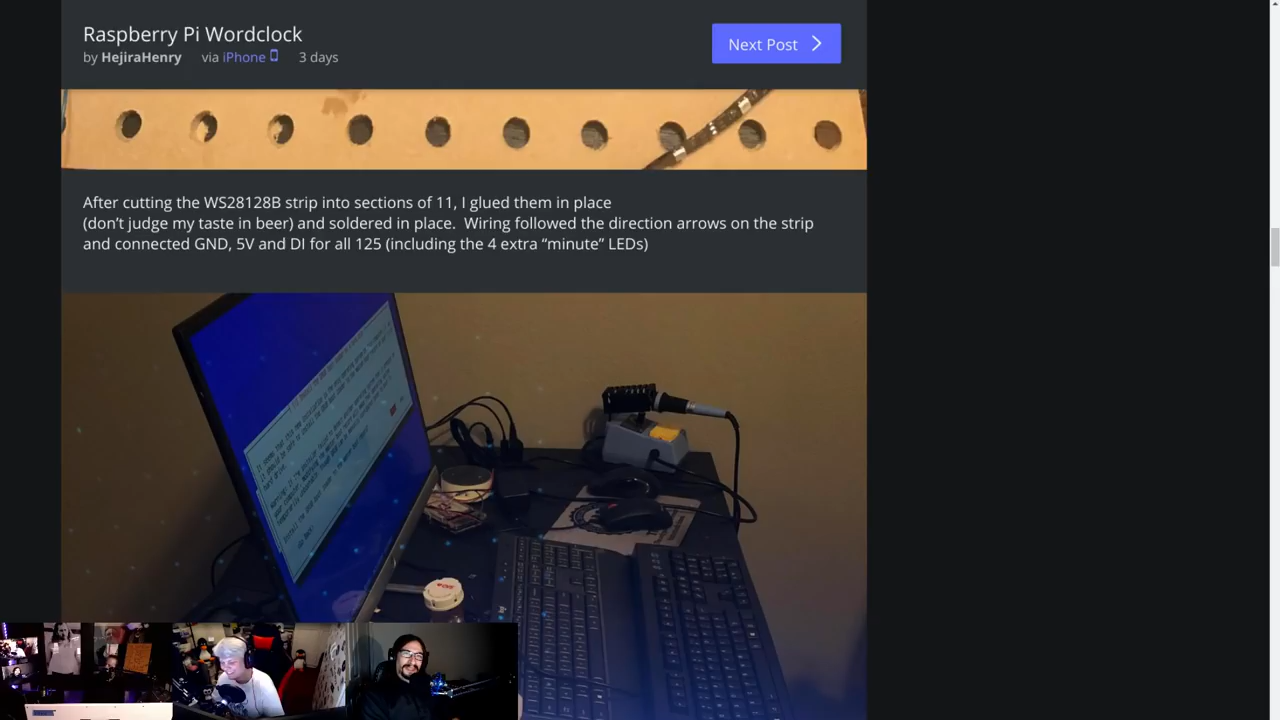 Raspberry Pi Wordclock
by HejiraHenry via iPhone 3 days
Next Post
After cutting the WS28128B strip into sections of 11, I glued them in place
(don’t judge my taste in beer) and soldered in place. Wiring followed the direction arrows on the strip
and connected GND, 5V and DI for all 125 (including the 4 extra “minute” LEDs)